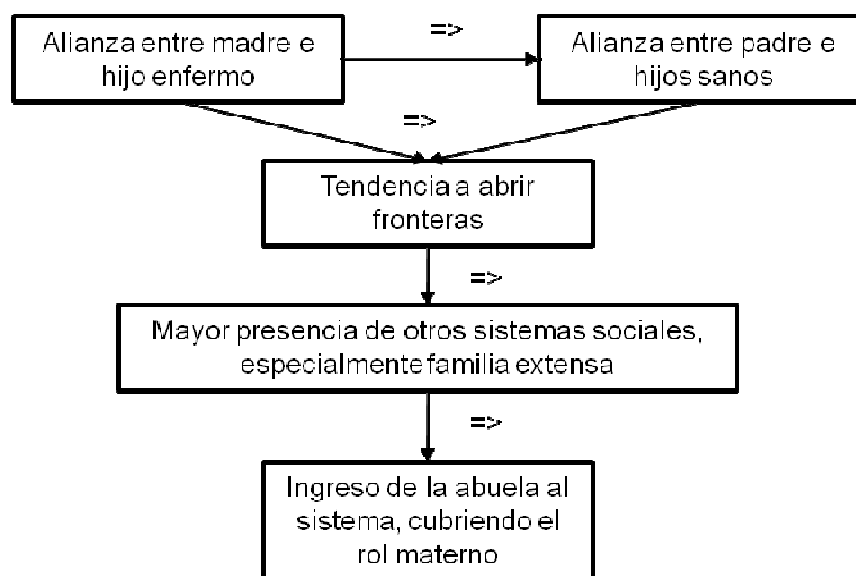 Alianza entre madre e
hijo enfermo
=>
Alianza entre padre e
hijos sanos
=>
Tendencia a abrir
fronteras
=>
Mayor presencia de otros sistemas sociales,
especialmente familia extensa
=>
Ingreso de la abuela al
sistema, cubriendo el
rol materno